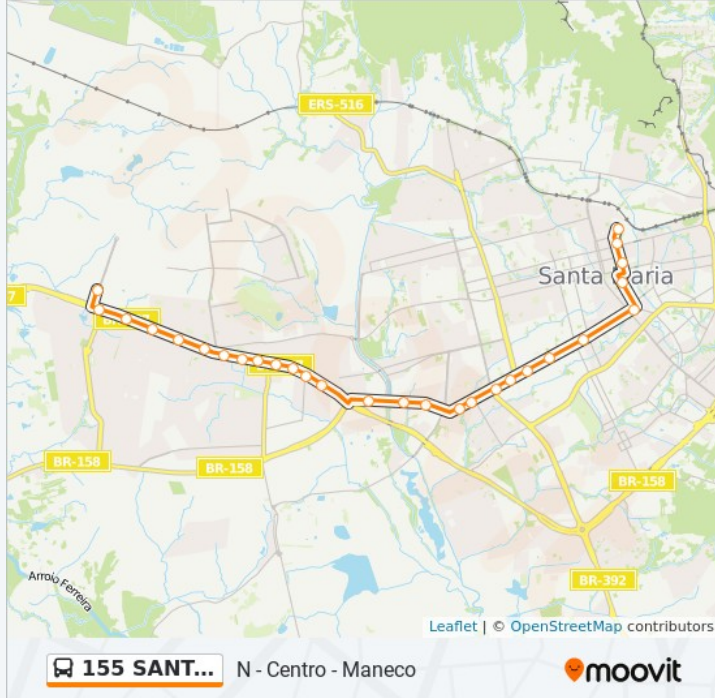 ERS-516
Santa Maria
7
BR-158
BR-158
BR-158
BR-392
Arroio Ferreira
Leaflet | © OpenStreetMap contributors
155 SANT...
N - Centro - Maneco
moovit